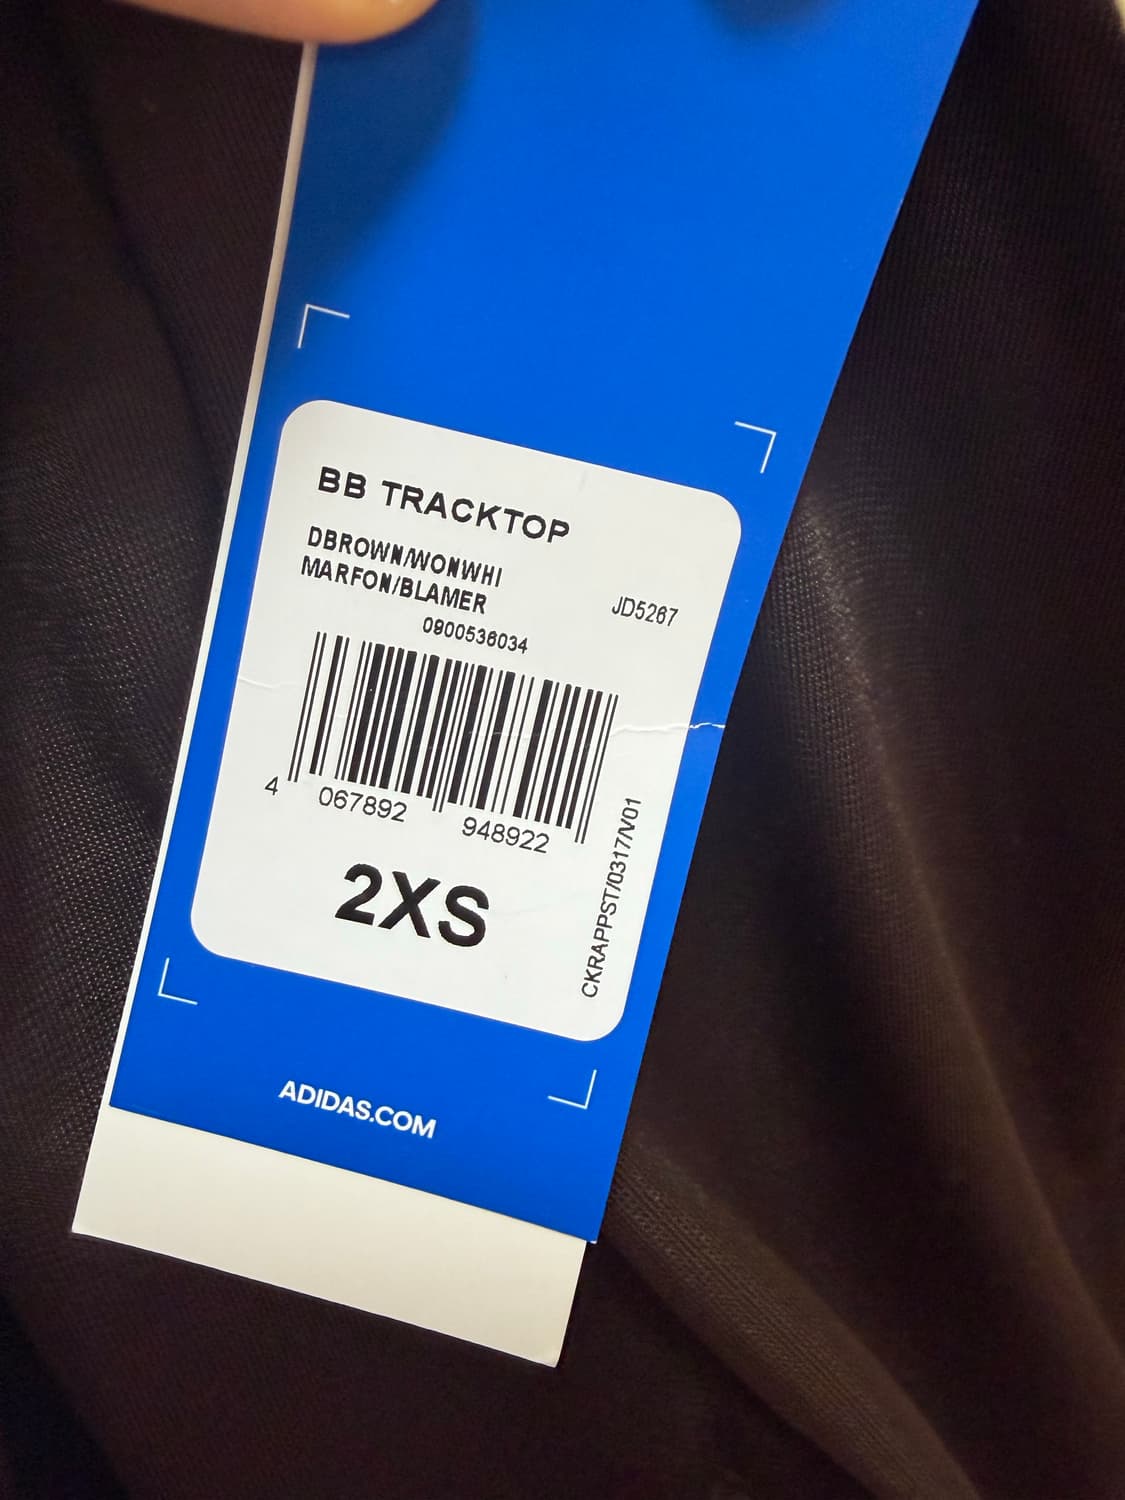 BB TRACKTOP
DBROWN/WONWHI
MARFON/BLAMER
JD5267
0900536034
4 067892 948922
2XS
CKRAPPST/0317/V01
ADIDAS.COM